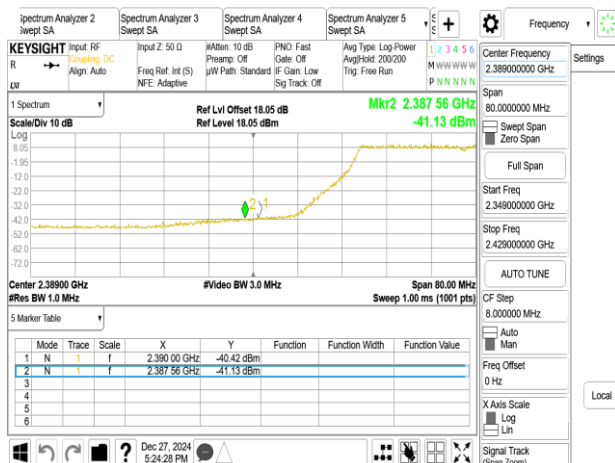 Spectrum Analyzer 2
Swept SA
Spectrum Analyzer 3
Swept SA
Spectrum Analyzer 4
Swept SA
Spectrum Analyzer 5
Swept SA
+
Frequency
KEYSIGHT
R
Input: RF
Coupling: DC
Align: Auto
Input Z: 50 Ω
Freq Ref: Int (S)
NFE: Adaptive
#Atten: 10 dB
Preamp: Off
µW Path: Standard
PNO: Fast
Gate: Off
IF Gain: Low
Sig Track: Off
Avg Type: Log-Power
Avg|Hold: 200/200
Trig: Free Run
1 2 3 4 5 6
M W W W W W
P N N N N N
1 Spectrum
Scale/Div 10 dB
Log
Ref Lvl Offset 18.05 dB
Ref Level 18.05 dBm
Mkr2 2.387 56 GHz
-41.13 dBm
8.05
-1.95
-12.0
-22.0
-32.0
-42.0
-52.0
-62.0
-72.0
2 1
Center 2.38900 GHz
#Res BW 1.0 MHz
#Video BW 3.0 MHz
Span 80.00 MHz
Sweep 1.00 ms (1001 pts)
5 Marker Table
Mode Trace Scale X Y Function Function Width Function Value
1 N 1 f 2.390 00 GHz -40.42 dBm
2 N 1 f 2.387 56 GHz -41.13 dBm
3
4
5
6
Dec 27, 2024
5:24:28 PM
?
Center Frequency
2.389000000 GHz
Settings
Span
80.0000000 MHz
Swept Span
Zero Span
Full Span
Start Freq
2.349000000 GHz
Stop Freq
2.429000000 GHz
AUTO TUNE
CF Step
8.000000 MHz
Auto
Man
Freq Offset
0 Hz
X Axis Scale
Log
Lin
Local
Signal Track
(Span Zoom)